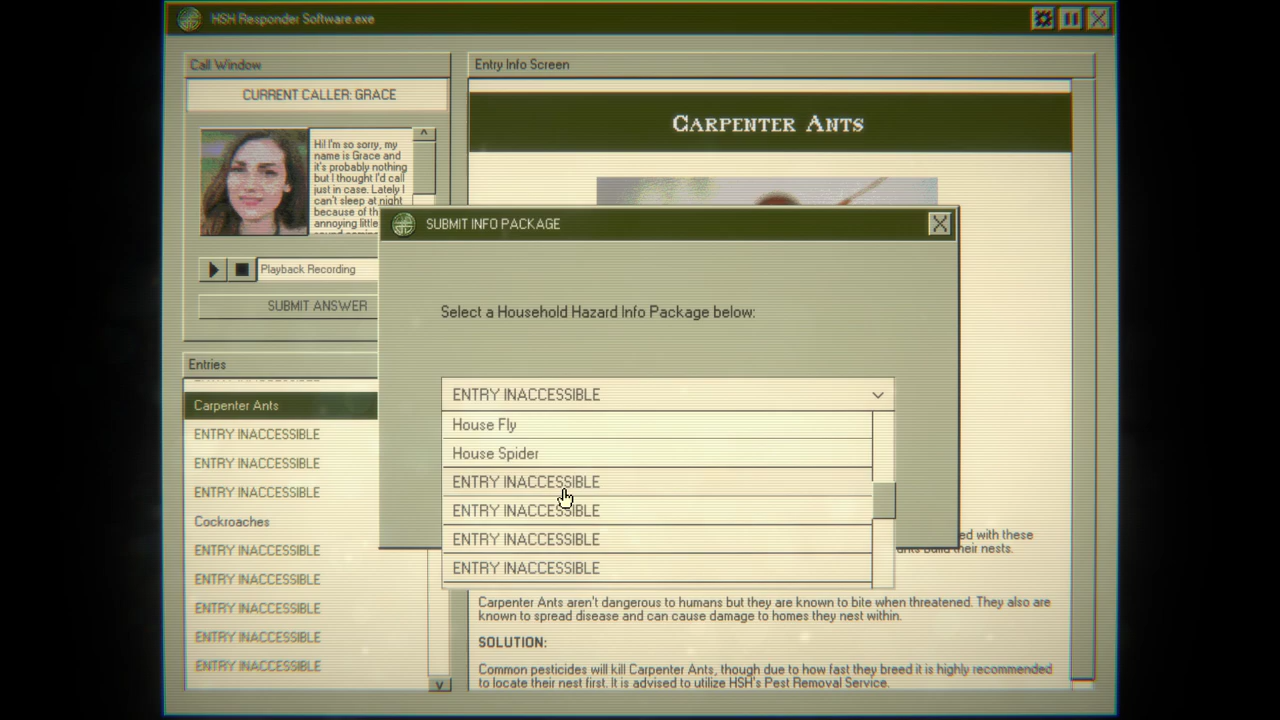 HSH Responder Software.exe
Call Window
CURRENT CALLER: GRACE
Hi! I'm so sorry, my
name is Grace and
it's probably nothing
but I thought I'd call
just in case. Lately I
can't sleep at night
because of th
annoying little
Playback Recording
SUBMIT ANSWER
Entries
Carpenter Ants
ENTRY INACCESSIBLE
ENTRY INACCESSIBLE
ENTRY INACCESSIBLE
Cockroaches
ENTRY INACCESSIBLE
ENTRY INACCESSIBLE
ENTRY INACCESSIBLE
ENTRY INACCESSIBLE
ENTRY INACCESSIBLE
Entry Info Screen
CARPENTER ANTS
SUBMIT INFO PACKAGE
Select a Household Hazard Info Package below:
ENTRY INACCESSIBLE
House Fly
House Spider
ENTRY INACCESSIBLE
ENTRY INACCESSIBLE
ENTRY INACCESSIBLE
ENTRY INACCESSIBLE
ed with these
ants build their nests.
Carpenter Ants aren't dangerous to humans but they are known to bite when threatened. They also are
known to spread disease and can cause damage to homes they nest within.
SOLUTION:
Common pesticides will kill Carpenter Ants, though due to how fast they breed it is highly recommended
to locate their nest first. It is advised to utilize HSH's Pest Removal Service.